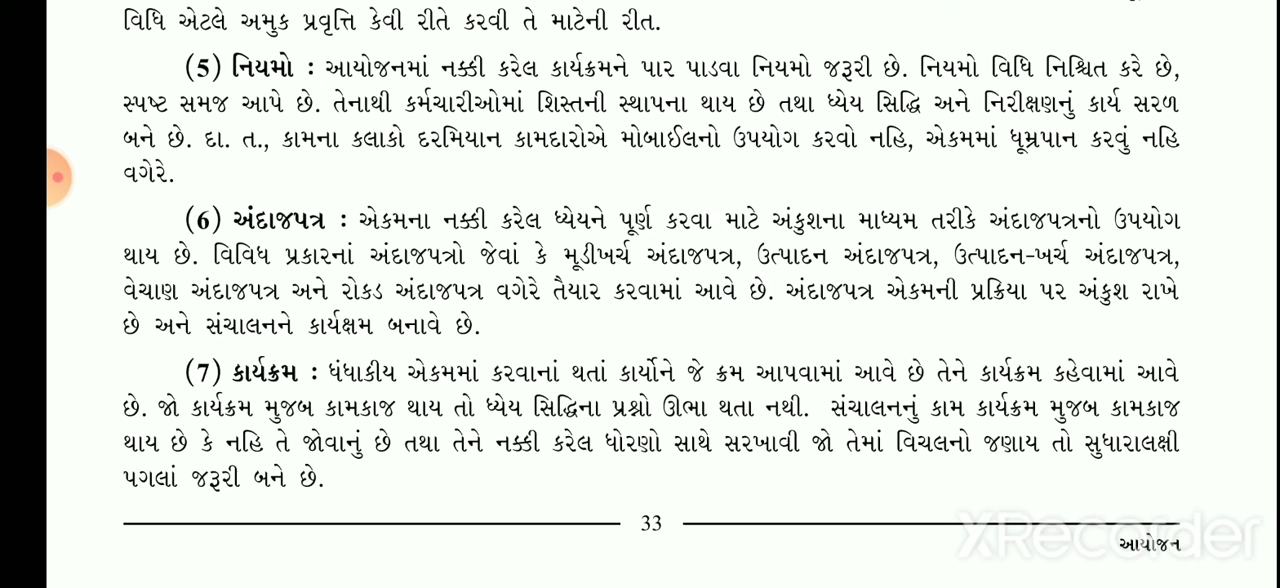 વિધિ એટલે અમુક પ્રવૃત્તિ કેવી રીતે કરવી તે માટેની રીત.
(5) નિયમો : આયોજનમાં નક્કી કરેલ કાર્યક્રમને પાર પાડવા નિયમો જરૂરી છે. નિયમો વિધિ નિશ્ચિત કરે છે,
સ્પષ્ટ સમજ આપે છે. તેનાથી કર્મચારીઓમાં શિસ્તની સ્થાપના થાય છે તથા ધ્યેય સિદ્ધિ અને નિરીક્ષણનું કાર્ય સરળ
બને છે. દા. ત., કામના કલાકો દરમિયાન કામદારોએ મોબાઈલનો ઉપયોગ કરવો નહિ, એકમમાં ધૂમ્રપાન કરવું નહિ
વગેરે.
(6) અંદાજપત્ર : એકમના નક્કી કરેલ ધ્યેયને પૂર્ણ કરવા માટે અંકુશના માધ્યમ તરીકે અંદાજપત્રનો ઉપયોગ
થાય છે. વિવિધ પ્રકારનાં અંદાજપત્રો જેવાં કે મૂડીખર્ચ અંદાજપત્ર, ઉત્પાદન અંદાજપત્ર, ઉત્પાદન-ખર્ચ અંદાજપત્ર,
વેચાણ અંદાજપત્ર અને રોકડ અંદાજપત્ર વગેરે તૈયાર કરવામાં આવે છે. અંદાજપત્ર એકમની પ્રક્રિયા પર અંકુશ રાખે
છે અને સંચાલનને કાર્યક્ષમ બનાવે છે.
(7) કાર્યક્રમ : ધંધાકીય એકમમાં કરવાનાં થતાં કાર્યોને જે ક્રમ આપવામાં આવે છે તેને કાર્યક્રમ કહેવામાં આવે
છે. જો કાર્યક્રમ મુજબ કામકાજ થાય તો ધ્યેય સિદ્ધિના પ્રશ્નો ઊભા થતા નથી. સંચાલનનું કામ કાર્યક્રમ મુજબ કામકાજ
થાય છે કે નહિ તે જોવાનું છે તથા તેને નક્કી કરેલ ધોરણો સાથે સરખાવી જો તેમાં વિચલનો જણાય તો સુધારાલક્ષી
પગલાં જરૂરી બને છે.
33
XRecorder
આયોજન